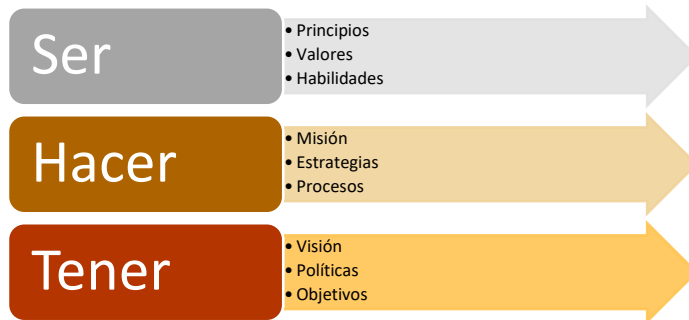 Ser
• Principios
• Valores
• Habilidades
Hacer
• Misión
• Estrategias
• Procesos
Tener
• Visión
• Políticas
• Objetivos